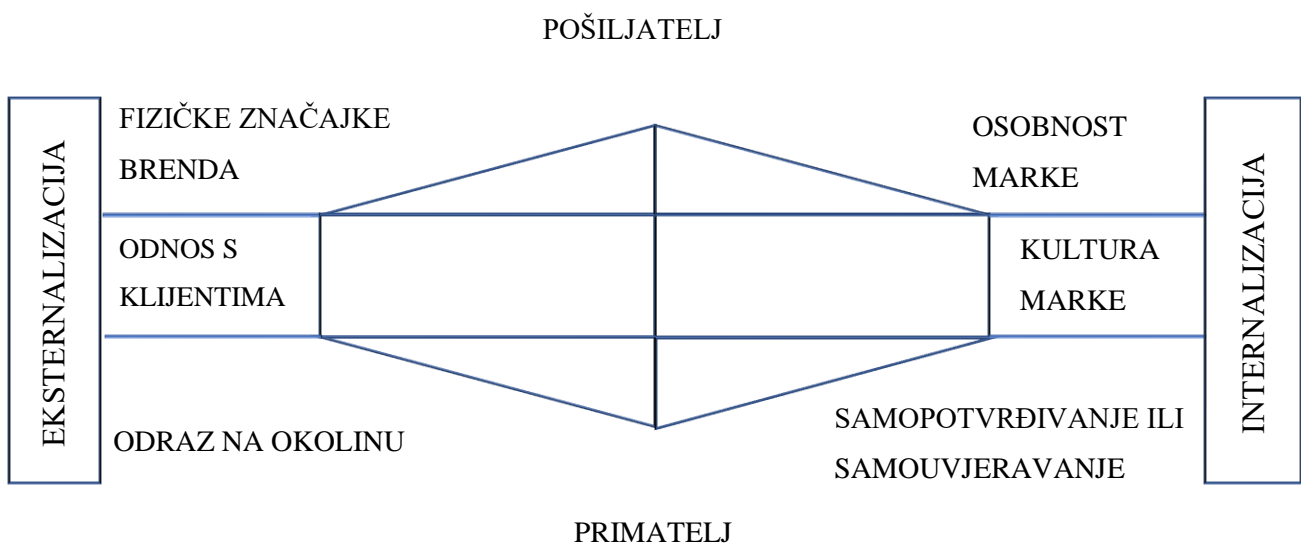 POŠILJATELJ
EKSTERNALIZACIJA
FIZIČKE ZNAČAJKE
BRENDA
OSOBNOST
MARKE
INTERNALIZACIJA
ODNOS S
KLIJENTIMA
KULTURA
MARKE
ODRAZ NA OKOLINU
SAMOPOTVRĐIVANJE ILI
SAMOUVJERAVANJE
PRIMATELJ